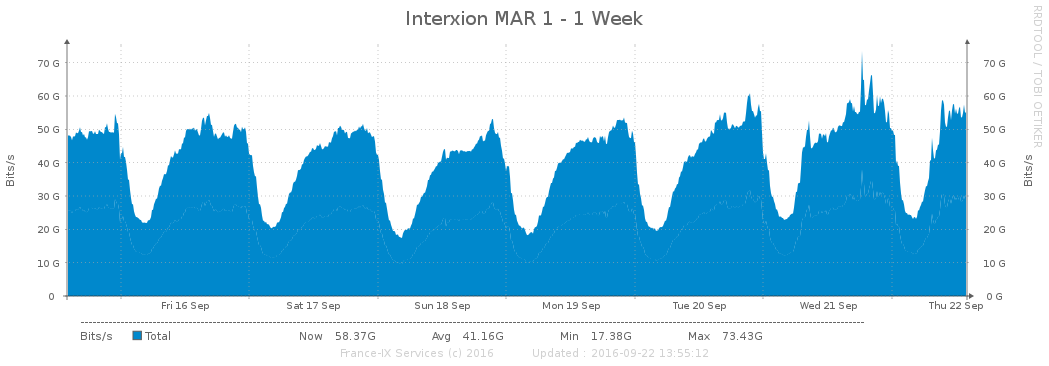 Interxion MAR 1 - 1 Week
RRDTOOL / TOBI OETIKER
Bits/s
Bits/s
70 G 70 G
60 G 60 G
50 G 50 G
40 G 40 G
30 G 30 G
20 G 20 G
10 G 10 G
0 0 G
Fri 16 Sep Sat 17 Sep Sun 18 Sep Mon 19 Sep Tue 20 Sep Wed 21 Sep Thu 22 Sep
Bits/s Total Now 58.37G Avg 41.16G Min 17.38G Max 73.43G
France-IX Services (c) 2016 Updated : 2016-09-22 13:55:12